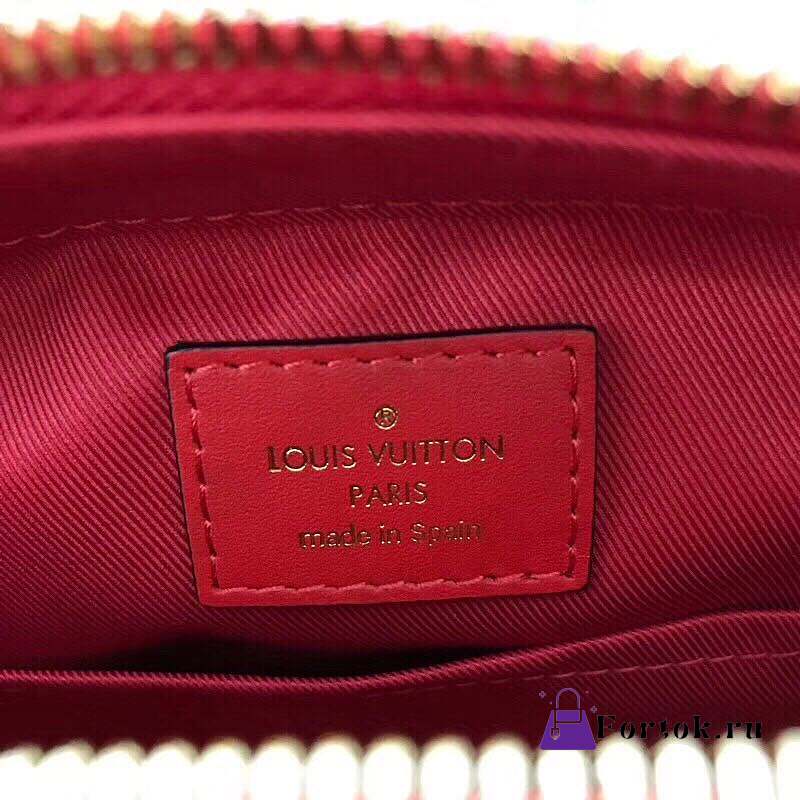 ®
LOUIS VUITTON
PARIS
made in Spain
Fortok.ru